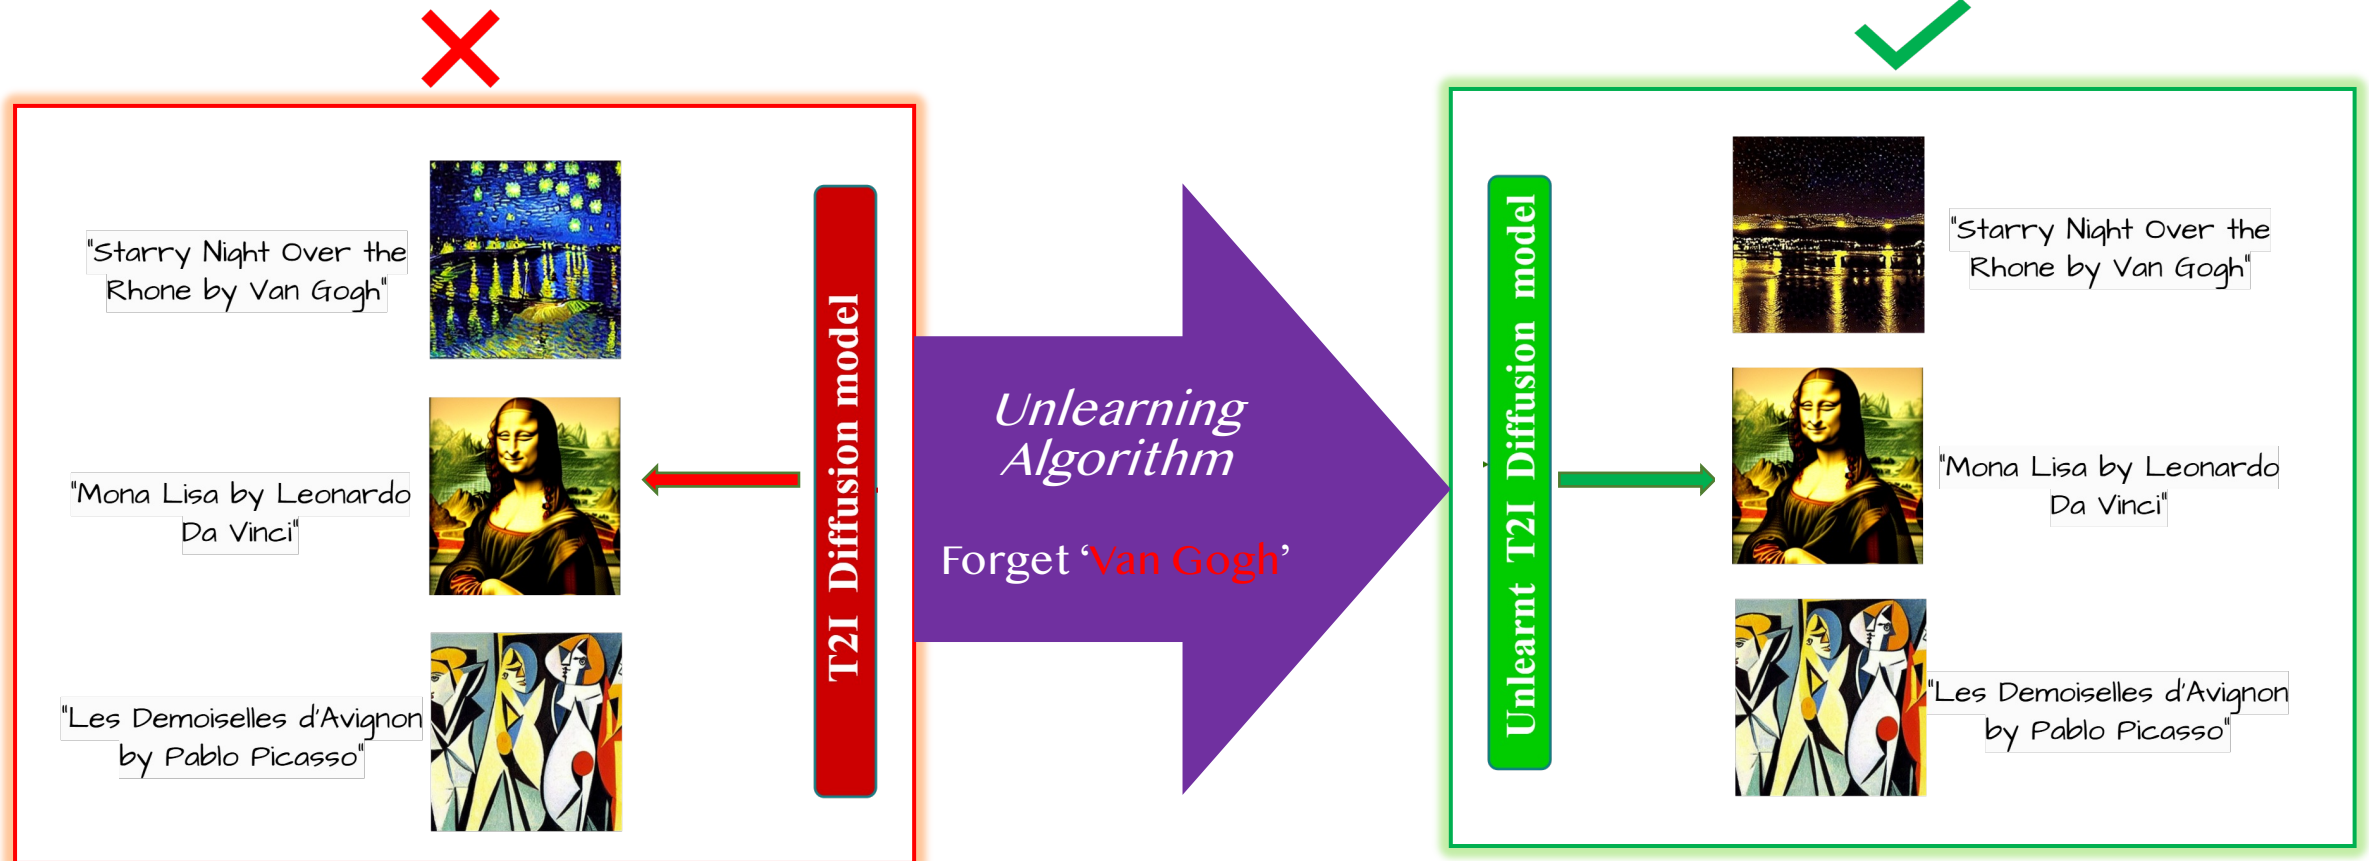 "Starry Night Over the
Rhone by Van Gogh"
"Mona Lisa by Leonardo
Da Vinci"
"Les Demoiselles d'Avignon
by Pablo Picasso"
T2I Diffusion model
Unlearning
Algorithm
Forget ‘Van Gogh’
Unlearnt T2I Diffusion model
"Starry Night Over the
Rhone by Van Gogh"
"Mona Lisa by Leonardo
Da Vinci"
"Les Demoiselles d'Avignon
by Pablo Picasso"